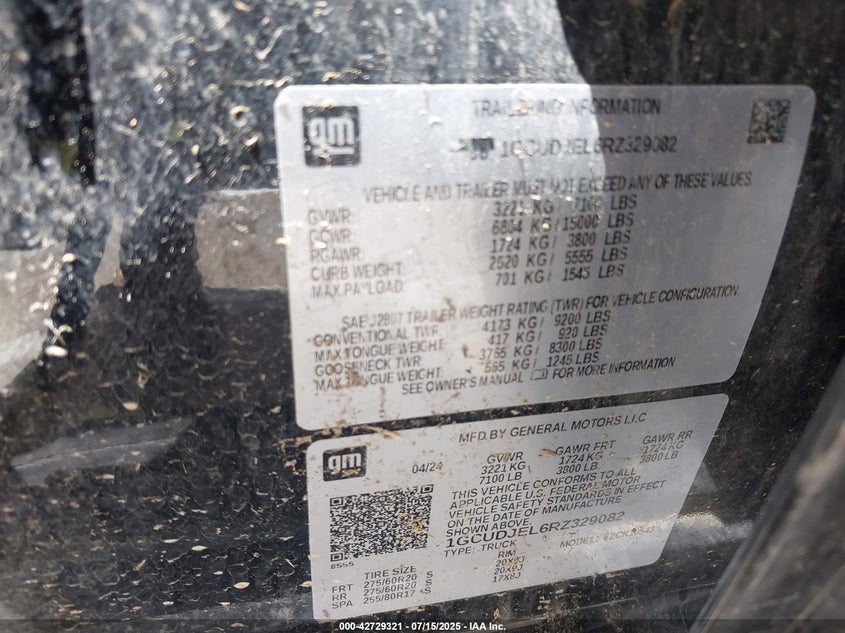 gm
TRAILERING INFORMATION
1GCUDJEL6RZ329082
VEHICLE AND TRAILER MUST NOT EXCEED ANY OF THESE VALUES.
GVWR: 3221 KG / 7100 LBS
GCWR: 6804 KG / 15000 LBS
RGAWR: 1724 KG / 3800 LBS
CURB WEIGHT: 2520 KG / 5555 LBS
MAX PAYLOAD 701 KG / 1545 LBS
SAE J2807 TRAILER WEIGHT RATING (TWR) FOR VEHICLE CONFIGURATION.
CONVENTIONAL TWR: 4173 KG / 9200 LBS
MAX TONGUE WEIGHT: 417 KG / 920 LBS
GOOSENECK TWR: 3765 KG / 8300 LBS
MAX TONGUE WEIGHT: 565 KG / 1245 LBS
SEE OWNER'S MANUAL FOR MORE INFORMATION
gm
MFD BY GENERAL MOTORS LLC
04/24 GVWR GAWR FRT GAWR RR
3221 KG 1724 KG 1724 KG
7100 LB 3800 LB 3800 LB
THIS VEHICLE CONFORMS TO ALL
APPLICABLE U.S. FEDERAL MOTOR
VEHICLE SAFETY STANDARDS IN EFFECT
ON THE DATE OF MANUFACTURE
SHOWN ABOVE.
1GCUDJEL6RZ329082
TYPE: TRUCK MODEL:
8555
TIRE SIZE RIM
FRT 275/60R20 S 20X9J
RR 275/60R20 S 20X9J
SPA 255/80R17 S 17X8J
000-42729321 - 07/15/2025 - IAA Inc.